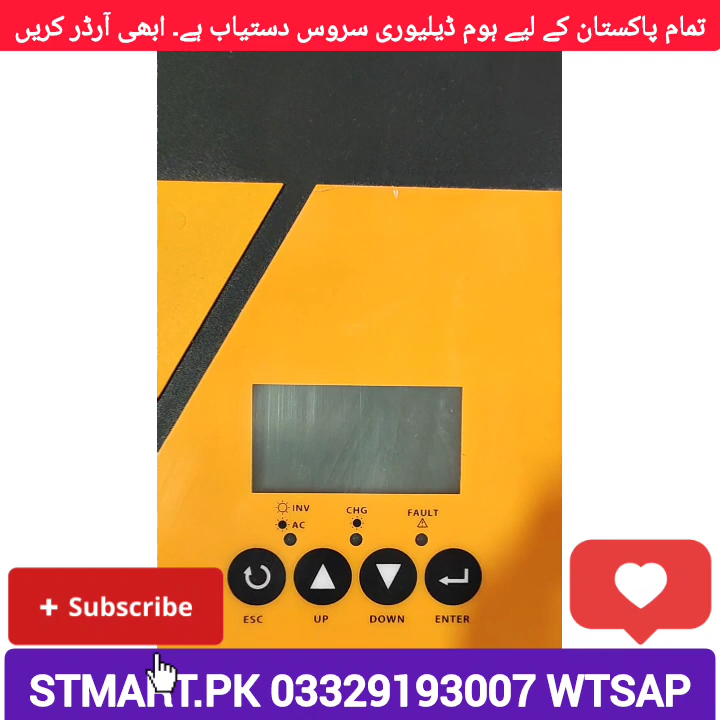 تمام پاکستان کے لیے ہوم ڈیلیوری سروس دستیاب ہے۔ ابھی آرڈر کریں
INV CHG FAULT
AC
ESC UP DOWN ENTER
+ Subscribe
STMART.PK 03329193007 WTSAP